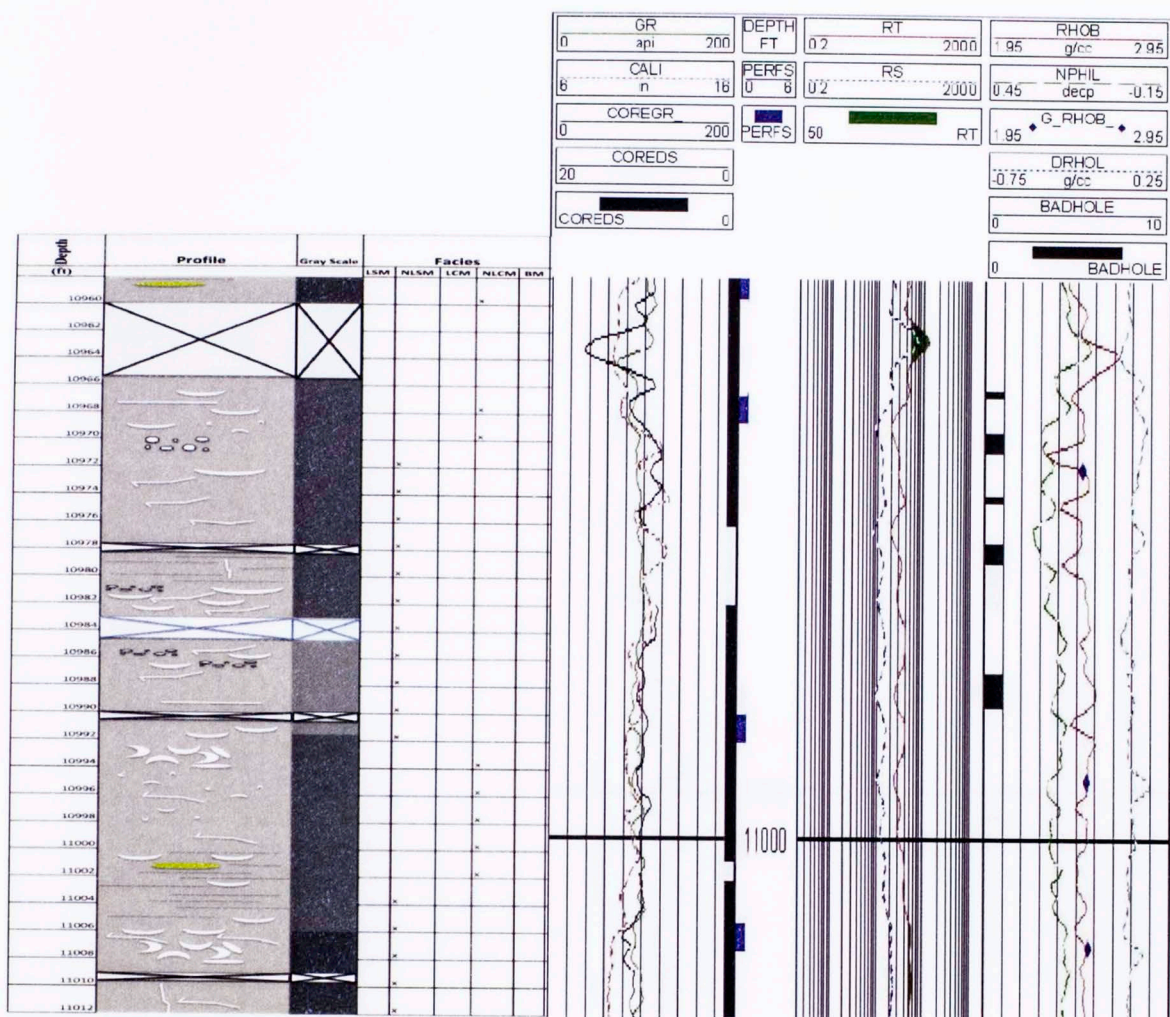 GR
0 api 200
CALI
6 in 16
COREGR_
0 200
COREDS
20 0
COREDS 0
DEPTH
FT
PERFS
0 6
PERFS
RT
0.2 2000
RS
0.2 2000
50 RT
RHOB
1.95 g/cc 2.95
NPHIL
0.45 decp -0.15
G_RHOB_
1.95 2.95
DRHOL
-0.75 g/cc 0.25
BADHOLE
0 10
0 BADHOLE
Depth
(ft)
Profile
Gray Scale
Facies
LSM NLSM LCM NLCM BM
10960
10962
10964
10966
10968
10970
10972
10974
10976
10978
10980
10982
10984
10986
10988
10990
10992
10994
10996
10998
11000
11002
11004
11006
11008
11010
11012
11000